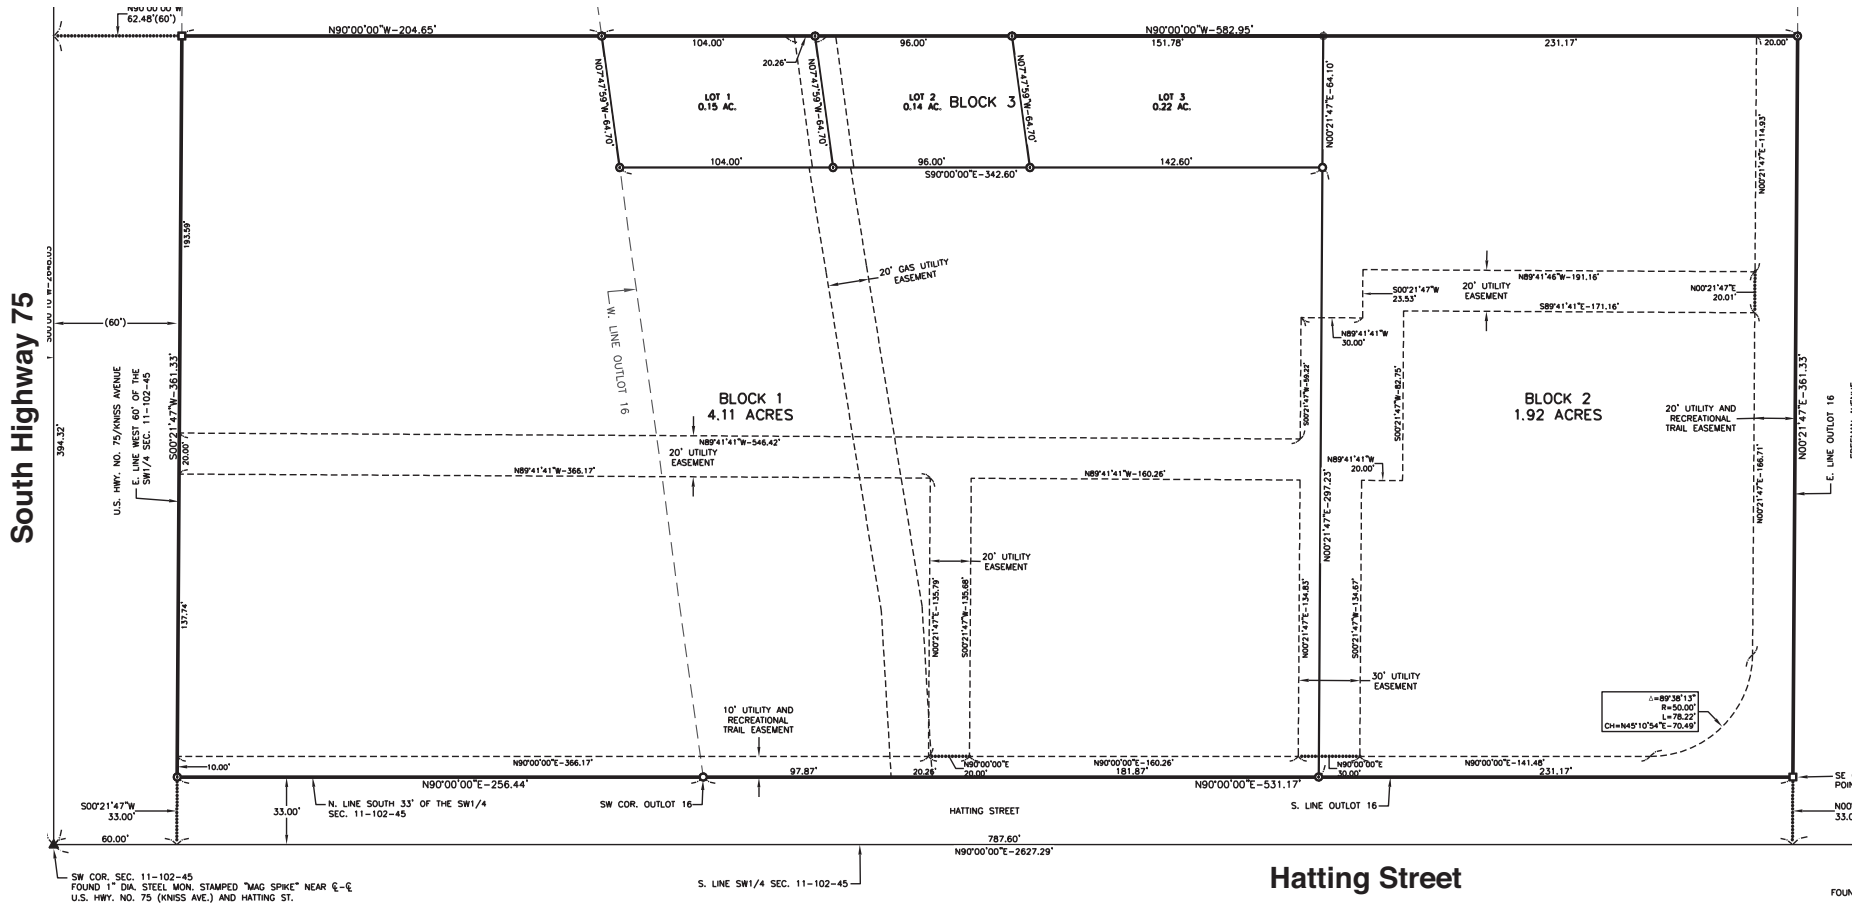 N90°00'00"W
62.48'(60')
N90°00'00"W-204.65'
N90°00'00"W-582.95'
104.00'
96.00'
151.78'
231.17'
20.00'
20.26'
N07°47'59"W-64.70'
N07°47'59"W-64.70'
N07°47'59"W-64.70'
N00°21'47"E-64.10'
LOT 1
0.15 AC.
LOT 2
0.14 AC.
BLOCK 3
LOT 3
0.22 AC.
104.00'
96.00'
142.60'
S90°00'00"E-342.60'
N00°21'47"E-114.93'
193.59'
20' GAS UTILITY
EASEMENT
W. LINE OUTLOT 16
S00°21'47"W
23.53'
N89°41'46"W-191.16'
20' UTILITY
EASEMENT
S89°41'41"E-171.16'
N00°21'47"E
20.01'
N89°41'41"W
30.00'
(60')
South Highway 75
394.32'
U.S. HWY. NO. 75/KNISS AVENUE
E. LINE WEST 60' OF THE
SW1/4 SEC. 11-102-45
S00°21'47"W-361.33'
20.00'
137.74'
BLOCK 1
4.11 ACRES
S00°21'47"W-59.22'
S00°21'47"W-82.75'
BLOCK 2
1.92 ACRES
20' UTILITY AND
RECREATIONAL
TRAIL EASEMENT
N00°21'47"E-361.33'
E. LINE OUTLOT 16
N89°41'41"W-546.42'
20' UTILITY
EASEMENT
N89°41'41"W-366.17'
N89°41'41"W-160.26'
N89°41'41"W
20.00'
N00°21'47"E-297.23'
N00°21'47"E-166.71'
20' UTILITY
EASEMENT
N00°21'47"E-135.79'
S00°21'47"W-135.68'
N00°21'47"E-134.83'
S00°21'47"W-134.67'
30' UTILITY
EASEMENT
△=89°38'13"
R=50.00'
L=78.22'
CH=N45°10'54"E-70.49'
10' UTILITY AND
RECREATIONAL
TRAIL EASEMENT
10.00'
N90°00'00"E-366.17'
N90°00'00"E
20.00'
N90°00'00"E-160.26'
N90°00'00"E
30.00'
N90°00'00"E-141.48'
N90°00'00"E-256.44'
97.87'
20.26'
181.87'
N90°00'00"E-531.17'
231.17'
SE
POIN
S00°21'47"W
33.00'
33.00'
N. LINE SOUTH 33' OF THE SW1/4
SEC. 11-102-45
SW COR. OUTLOT 16
HATTING STREET
S. LINE OUTLOT 16
N00°
33.0
60.00'
787.60'
N90°00'00"E-2627.29'
SW COR. SEC. 11-102-45
FOUND 1" DIA. STEEL MON. STAMPED "MAG SPIKE" NEAR ℄-℄
U.S. HWY. NO. 75 (KNISS AVE.) AND HATTING ST.
S. LINE SW1/4 SEC. 11-102-45
Hatting Street
FOUN